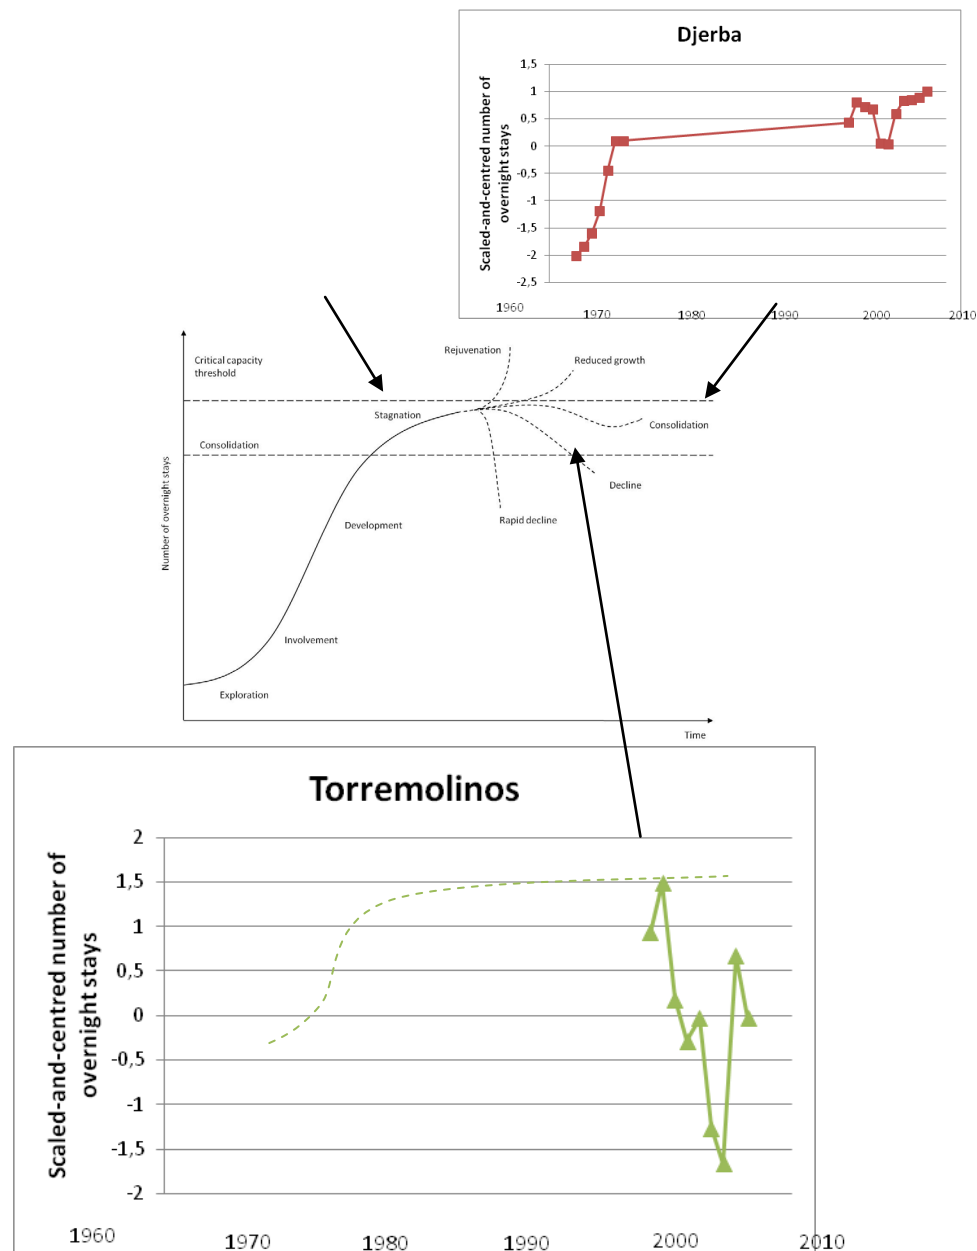 Djerba
Scaled-and-centred number of
overnight stays
1,5
1
0,5
0
-0,5
-1
-1,5
-2
-2,5
1960
1970
1980
1990
2000
2010
Number of overnight stays
Critical capacity
threshold
Rejuvenation
Reduced growth
Stagnation
Consolidation
Consolidation
Decline
Rapid decline
Development
Involvement
Exploration
Time
Torremolinos
Scaled-and-centred number of
overnight stays
2
1,5
1
0,5
0
-0,5
-1
-1,5
-2
1960
1970
1980
1990
2000
2010